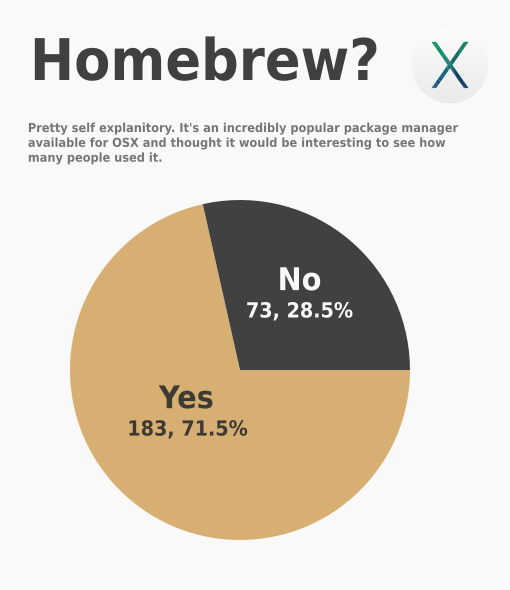 Homebrew?
Pretty self explanitory. It's an incredibly popular package manager
available for OSX and thought it would be interesting to see how
many people used it.
No
73, 28.5%
Yes
183, 71.5%